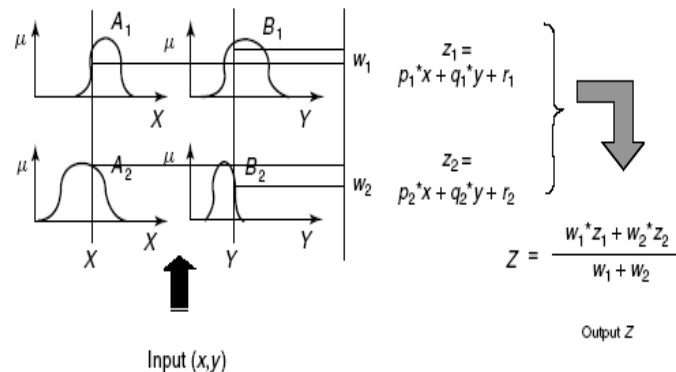 μ A₁ μ B₁ w₁
X Y
z₁ =
p₁*x + q₁*y + r₁
μ A₂ μ B₂ w₂
X Y
z₂ =
p₂*x + q₂*y + r₂
X Y
Z = w₁*z₁ + w₂*z₂
w₁ + w₂
Output Z
Input (x,y)